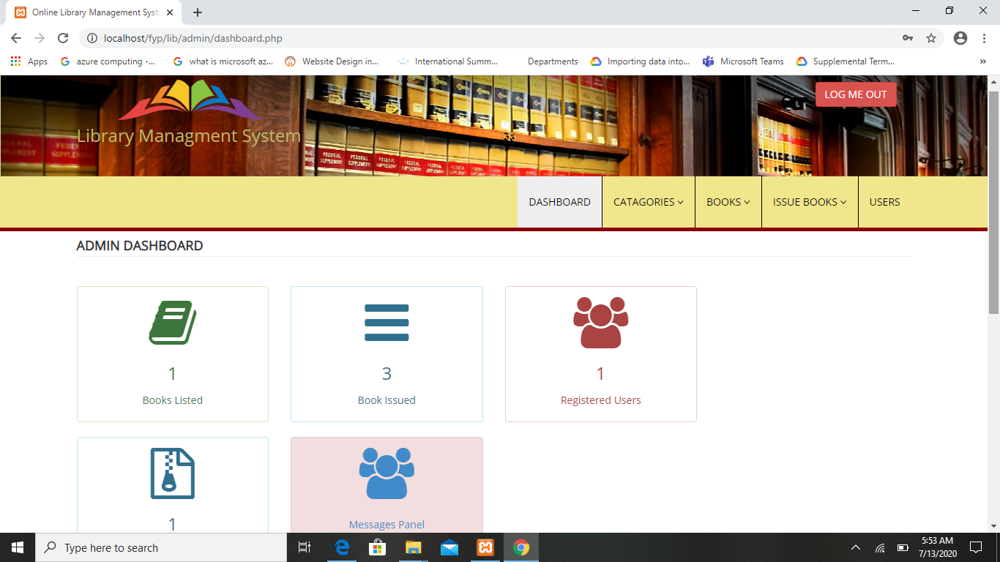 Online Library Management Syst
localhost/fyp/lib/admin/dashboard.php
Apps azure computing -... what is microsoft az... Website Design in... International Summ... Departments Importing data into... Microsoft Teams Supplemental Term... »
LOG ME OUT
Library Managment System
FEDERAL SUPPLEMENT
DASHBOARD CATAGORIES BOOKS ISSUE BOOKS USERS
ADMIN DASHBOARD
1 3 1
Books Listed Book Issued Registered Users
1
Messages Panel
Type here to search
5:53 AM
7/13/2020